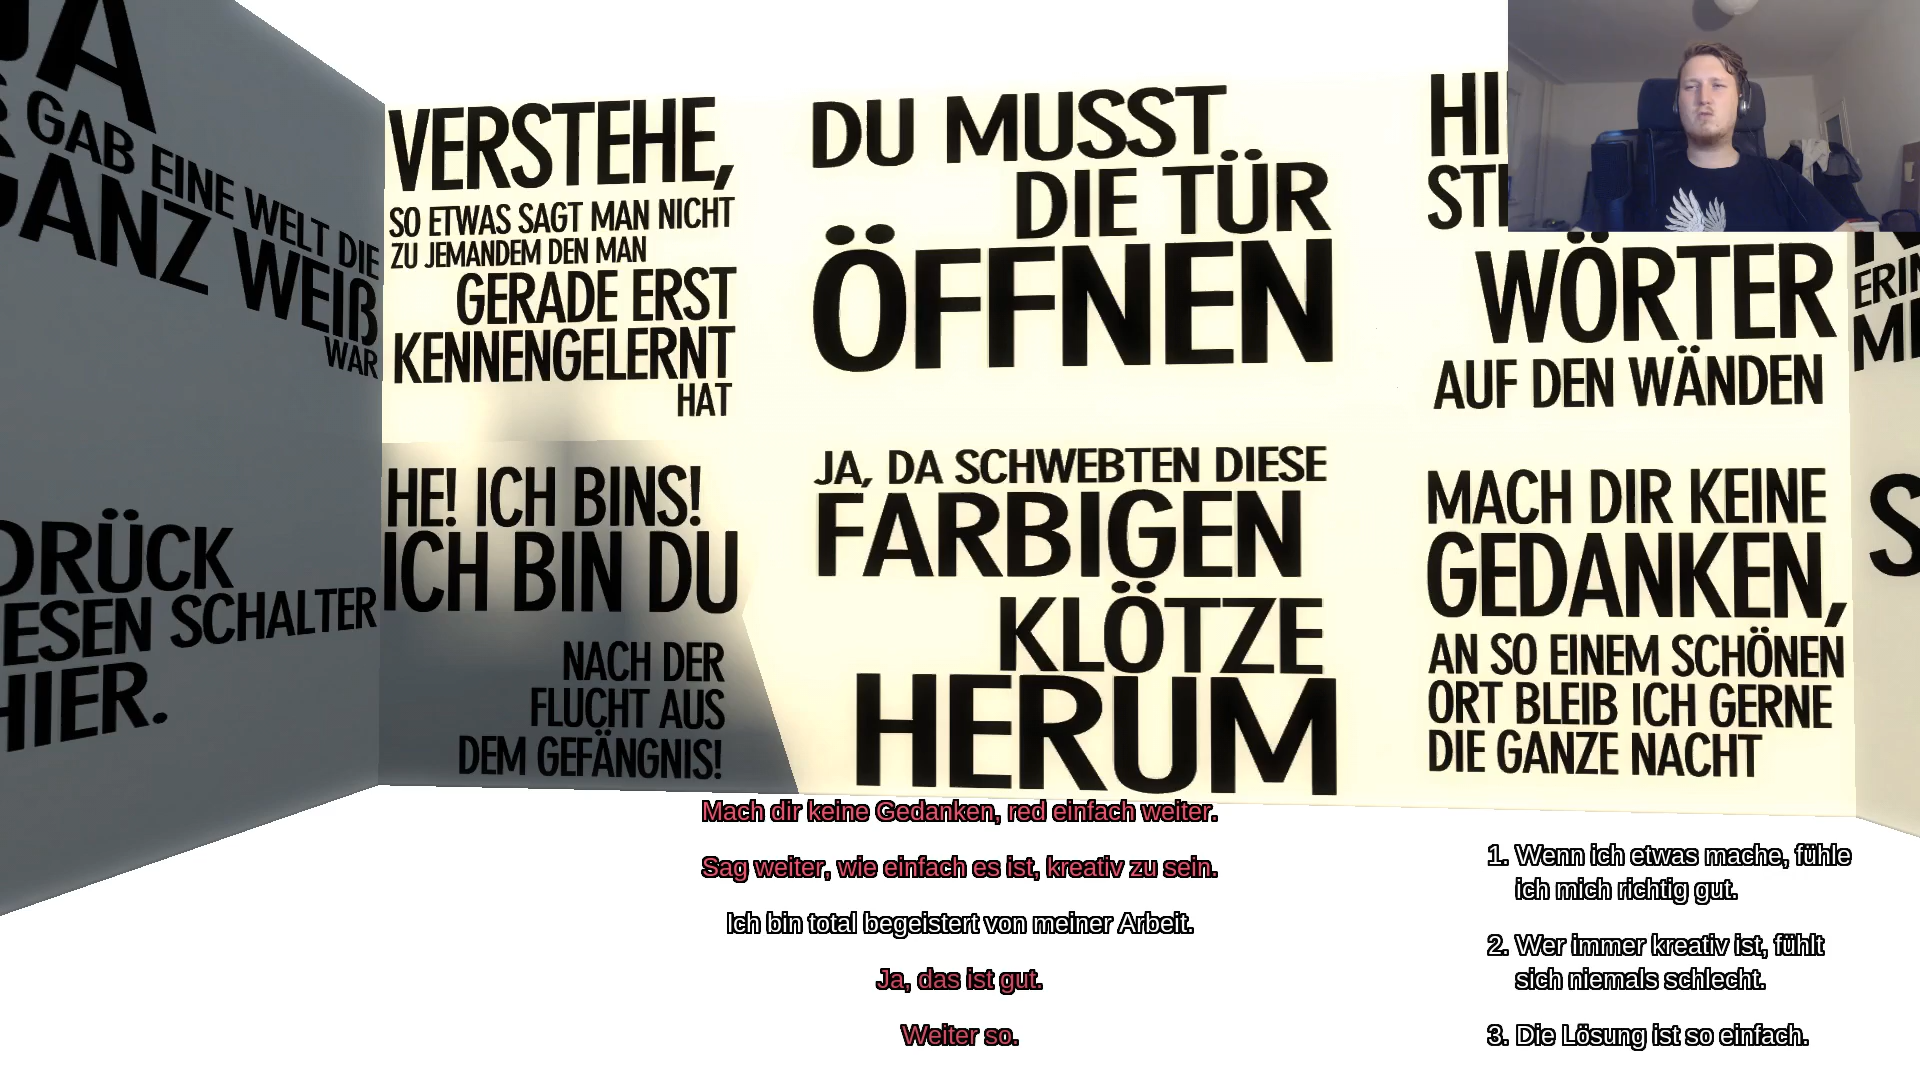 JA
GAB EINE WELT DIE
GANZ WEIß
WAR
DRÜCK
DIESEN SCHALTER
HIER.
VERSTEHE,
SO ETWAS SAGT MAN NICHT
ZU JEMANDEM DEN MAN
GERADE ERST
KENNENGELERNT
HAT
HE! ICH BINS!
ICH BIN DU
NACH DER
FLUCHT AUS
DEM GEFÄNGNIS!
DU MUSST
DIE TÜR
ÖFFNEN
JA, DA SCHWEBTEN DIESE
FARBIGEN
KLÖTZE
HERUM
WÖRTER
AUF DEN WÄNDEN
MACH DIR KEINE
GEDANKEN,
AN SO EINEM SCHÖNEN
ORT BLEIB ICH GERNE
DIE GANZE NACHT
Mach dir keine Gedanken, red einfach weiter.
Sag weiter, wie einfach es ist, kreativ zu sein.
Ich bin total begeistert von meiner Arbeit.
Ja, das ist gut.
Weiter so.
1. Wenn ich etwas mache, fühle
ich mich richtig gut.
2. Wer immer kreativ ist, fühlt
sich niemals schlecht.
3. Die Lösung ist so einfach.